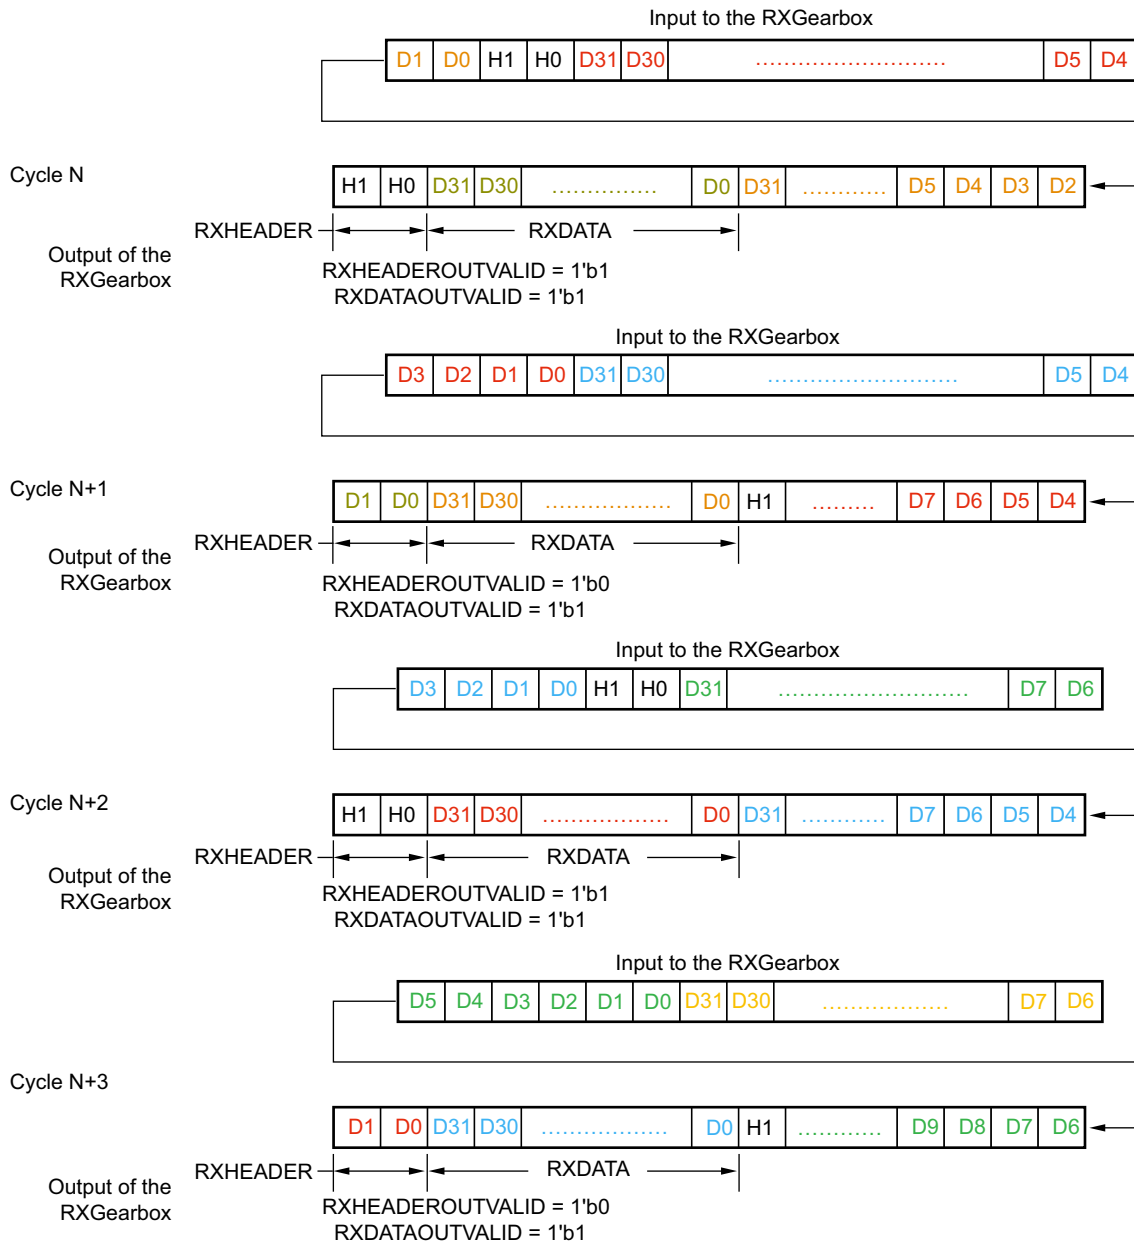 Input to the RXGearbox
D1 D0 H1 H0 D31 D30 ........................... D5 D4
Cycle N
H1 H0 D31 D30 ............... D0 D31 ............ D5 D4 D3 D2
RXHEADER RXDATA
Output of the
RXGearbox
RXHEADEROUTVALID = 1'b1
RXDATAOUTVALID = 1'b1
Input to the RXGearbox
D3 D2 D1 D0 D31 D30 ........................... D5 D4
Cycle N+1
D1 D0 D31 D30 .................. D0 H1 ......... D7 D6 D5 D4
RXHEADER RXDATA
Output of the
RXGearbox
RXHEADEROUTVALID = 1'b0
RXDATAOUTVALID = 1'b1
Input to the RXGearbox
D3 D2 D1 D0 H1 H0 D31 ........................... D7 D6
Cycle N+2
H1 H0 D31 D30 .................. D0 D31 ............ D7 D6 D5 D4
RXHEADER RXDATA
Output of the
RXGearbox
RXHEADEROUTVALID = 1'b1
RXDATAOUTVALID = 1'b1
Input to the RXGearbox
D5 D4 D3 D2 D1 D0 D31 D30 .................. D7 D6
Cycle N+3
D1 D0 D31 D30 .................. D0 H1 ............ D9 D8 D7 D6
RXHEADER RXDATA
Output of the
RXGearbox
RXHEADEROUTVALID = 1'b0
RXDATAOUTVALID = 1'b1